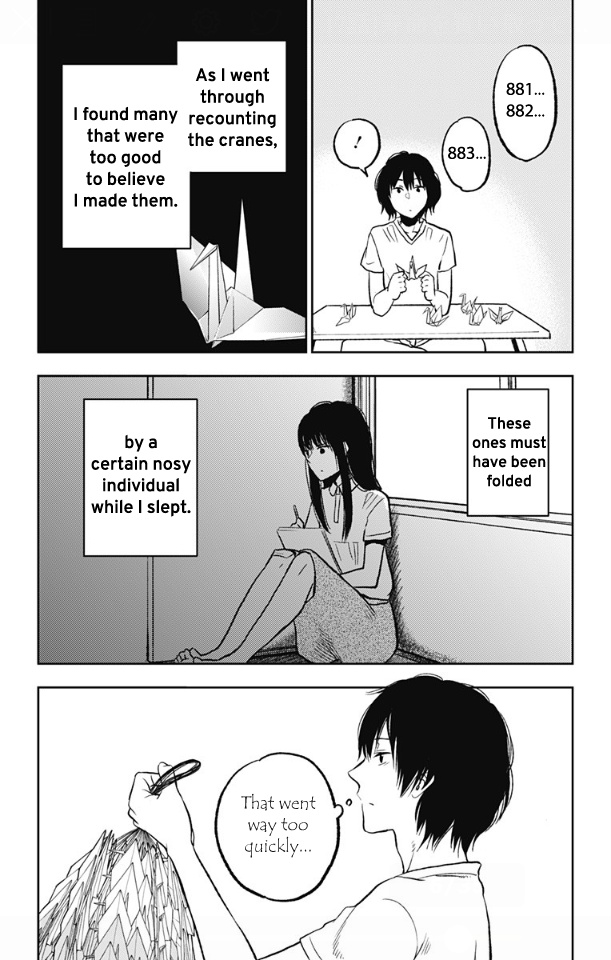 881...
882...
883...
!
As I went
through
recounting
the cranes,
I found many
that were
too good
to believe
I made them.
These
ones must
have been
folded
by a
certain nosy
individual
while I slept.
That went
way too
quickly...